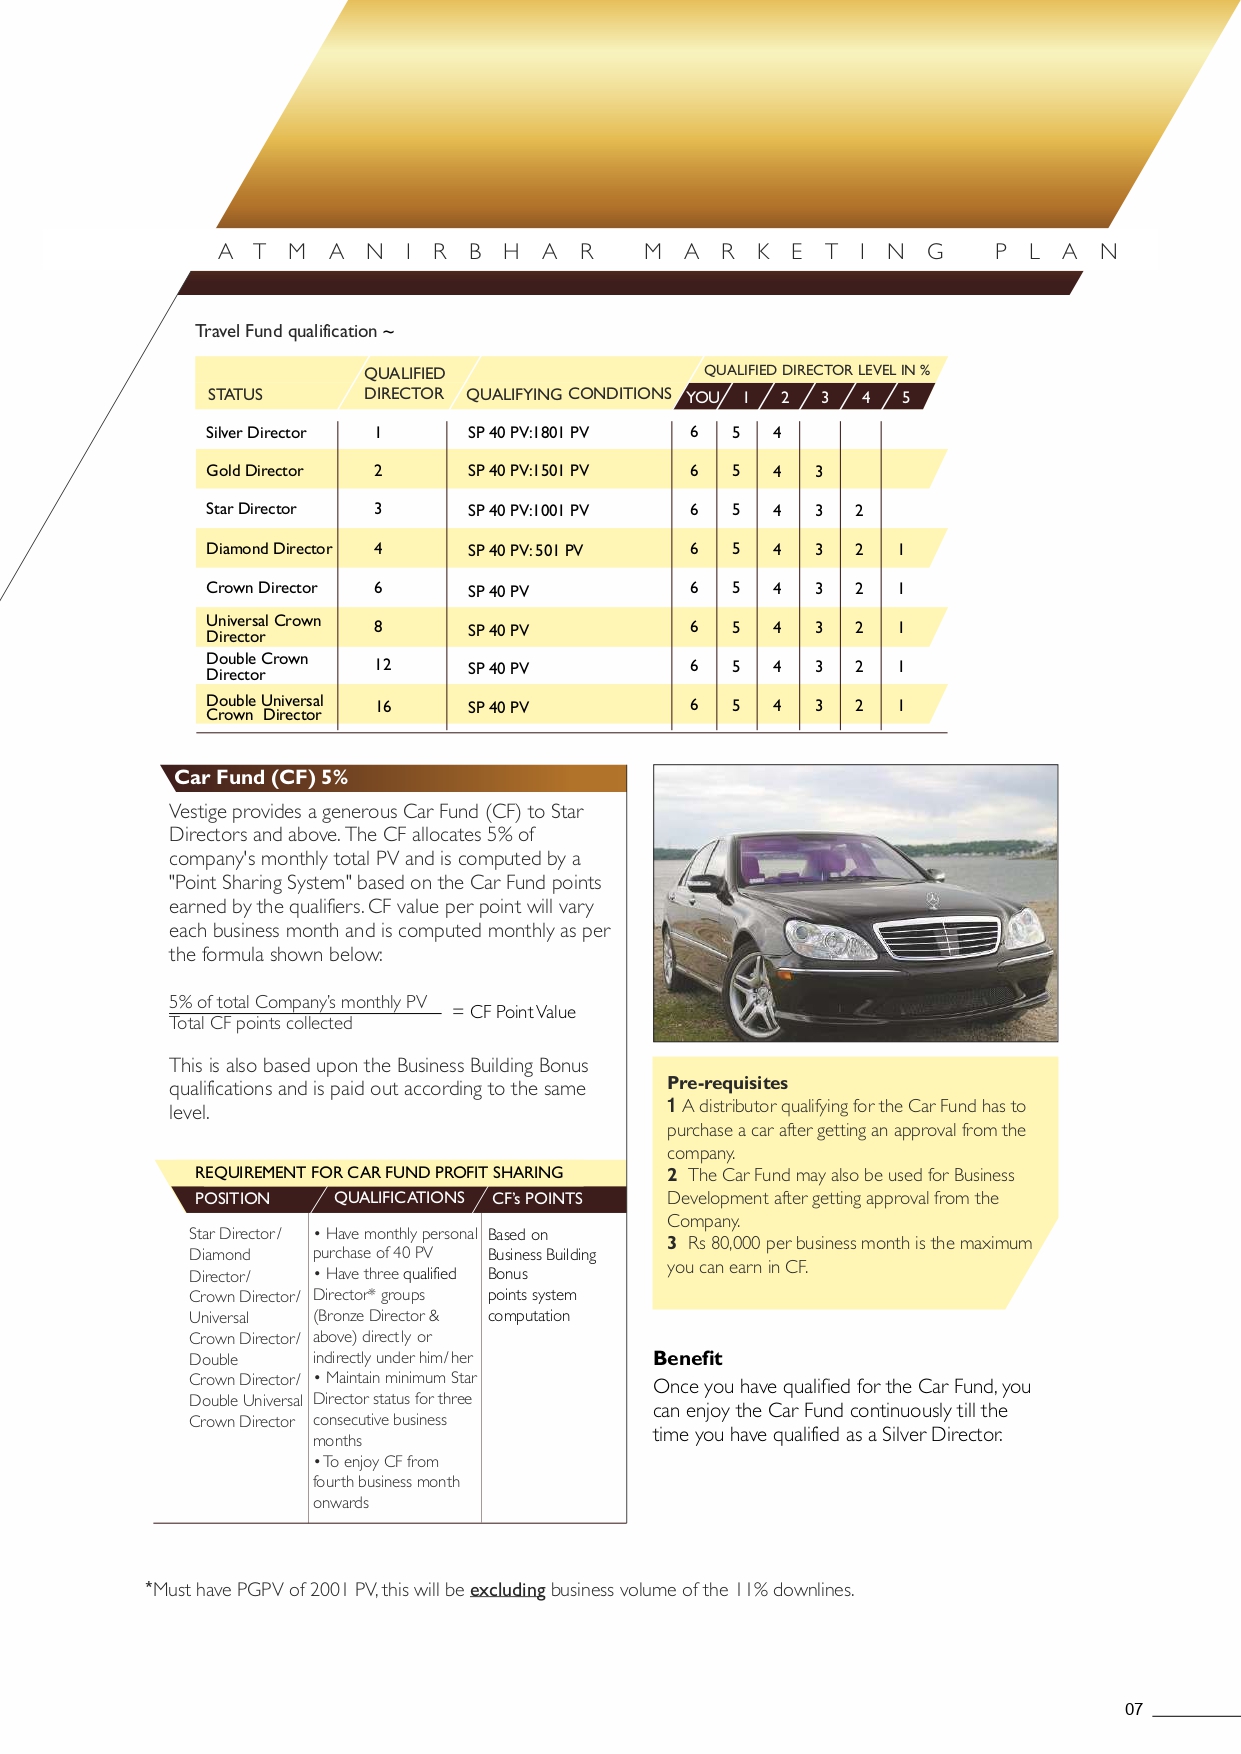 ATMANIRBHAR MARKETING PLAN
Travel Fund qualification ~
STATUS QUALIFIED DIRECTOR QUALIFYING CONDITIONS QUALIFIED DIRECTOR LEVEL IN %
YOU 1 2 3 4 5
Silver Director 1 SP 40 PV:1801 PV 6 5 4
Gold Director 2 SP 40 PV:1501 PV 6 5 4 3
Star Director 3 SP 40 PV:1001 PV 6 5 4 3 2
Diamond Director 4 SP 40 PV: 501 PV 6 5 4 3 2 1
Crown Director 6 SP 40 PV 6 5 4 3 2 1
Universal Crown Director 8 SP 40 PV 6 5 4 3 2 1
Double Crown Director 12 SP 40 PV 6 5 4 3 2 1
Double Universal Crown Director 16 SP 40 PV 6 5 4 3 2 1
Car Fund (CF) 5%
Vestige provides a generous Car Fund (CF) to Star
Directors and above. The CF allocates 5% of
company's monthly total PV and is computed by a
"Point Sharing System" based on the Car Fund points
earned by the qualifiers. CF value per point will vary
each business month and is computed monthly as per
the formula shown below:
5% of total Company's monthly PV
Total CF points collected
= CF Point Value
This is also based upon the Business Building Bonus
qualifications and is paid out according to the same
level.
REQUIREMENT FOR CAR FUND PROFIT SHARING
POSITION QUALIFICATIONS CF's POINTS
Star Director/
Diamond
Director/
Crown Director/
Universal
Crown Director/
Double
Crown Director/
Double Universal
Crown Director
• Have monthly personal
purchase of 40 PV
• Have three qualified
Director* groups
(Bronze Director &
above) directly or
indirectly under him/her
• Maintain minimum Star
Director status for three
consecutive business
months
• To enjoy CF from
fourth business month
onwards
Based on
Business Building
Bonus
points system
computation
Pre-requisites
1 A distributor qualifying for the Car Fund has to
purchase a car after getting an approval from the
company.
2 The Car Fund may also be used for Business
Development after getting approval from the
Company.
3 Rs 80,000 per business month is the maximum
you can earn in CF.
Benefit
Once you have qualified for the Car Fund, you
can enjoy the Car Fund continuously till the
time you have qualified as a Silver Director.
*Must have PGPV of 2001 PV, this will be excluding business volume of the 11% downlines.
07